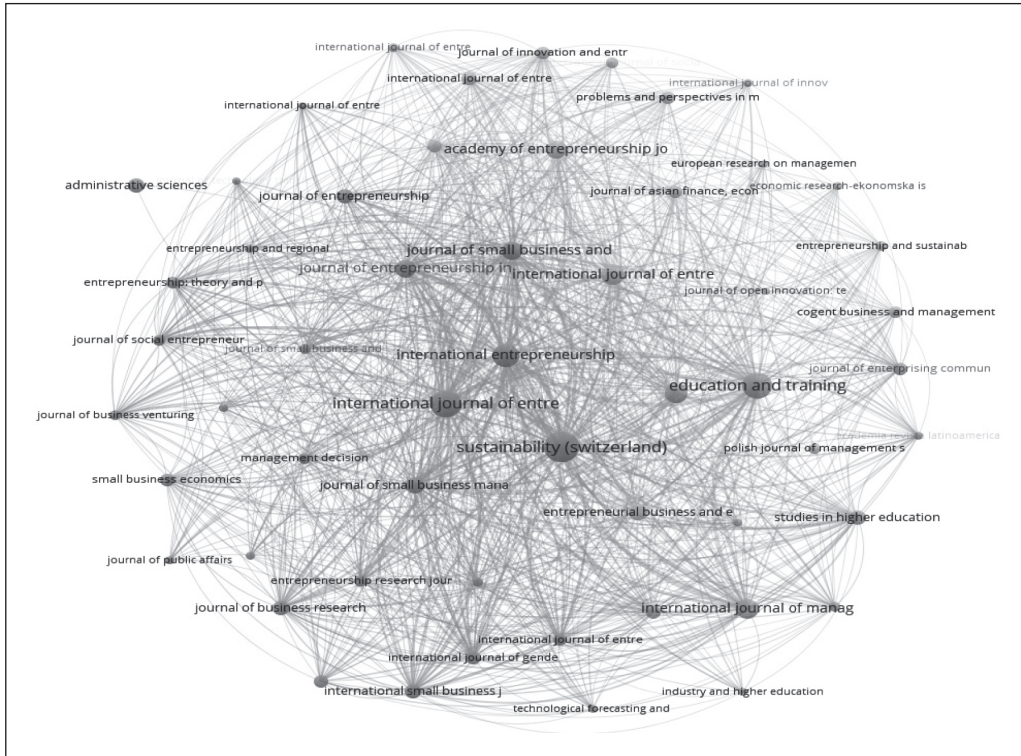 international journal of entre
journal of innovation and entr
international journal of entre
international journal of innov
problems and perspectives in m
international journal of entre
academy of entrepreneurship jo
european research on managemen
administrative sciences
journal of entrepreneurship
journal of asian finance, econ
economic research-ekonomska is
entrepreneurship and regional
journal of small business and
entrepreneurship and sustainab
journal of entrepreneurship in
international journal of entre
entrepreneurship: theory and p
journal of open innovation: te
cogent business and management
journal of social entrepreneur
journal of small business and
international entrepreneurship
journal of enterprising commun
education and training
international journal of entre
journal of business venturing
academia revista latinoamerica
sustainability (switzerland)
polish journal of management s
management decision
small business economics
journal of small business mana
entrepreneurial business and e
studies in higher education
journal of public affairs
entrepreneurship research jour
journal of business research
international journal of manag
international journal of entre
international journal of gende
international small business j
industry and higher education
technological forecasting and